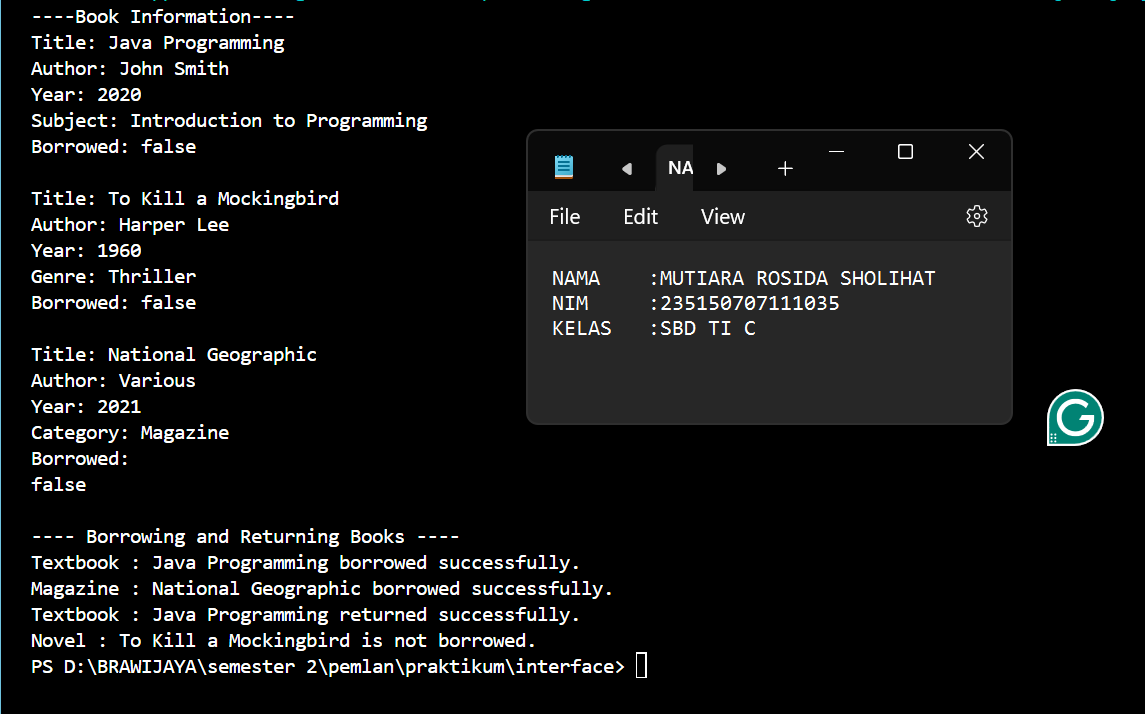 ----Book Information----
Title: Java Programming
Author: John Smith
Year: 2020
Subject: Introduction to Programming
Borrowed: false
Title: To Kill a Mockingbird
Author: Harper Lee
Year: 1960
Genre: Thriller
Borrowed: false
Title: National Geographic
Author: Various
Year: 2021
Category: Magazine
Borrowed:
false
---- Borrowing and Returning Books ----
Textbook : Java Programming borrowed successfully.
Magazine : National Geographic borrowed successfully.
Textbook : Java Programming returned successfully.
Novel : To Kill a Mockingbird is not borrowed.
PS D:\BRAWIJAYA\semester 2\pemlan\praktikum\interface>
NA
File Edit View
NAMA :MUTIARA ROSIDA SHOLIHAT
NIM :235150707111035
KELAS :SBD TI C
G